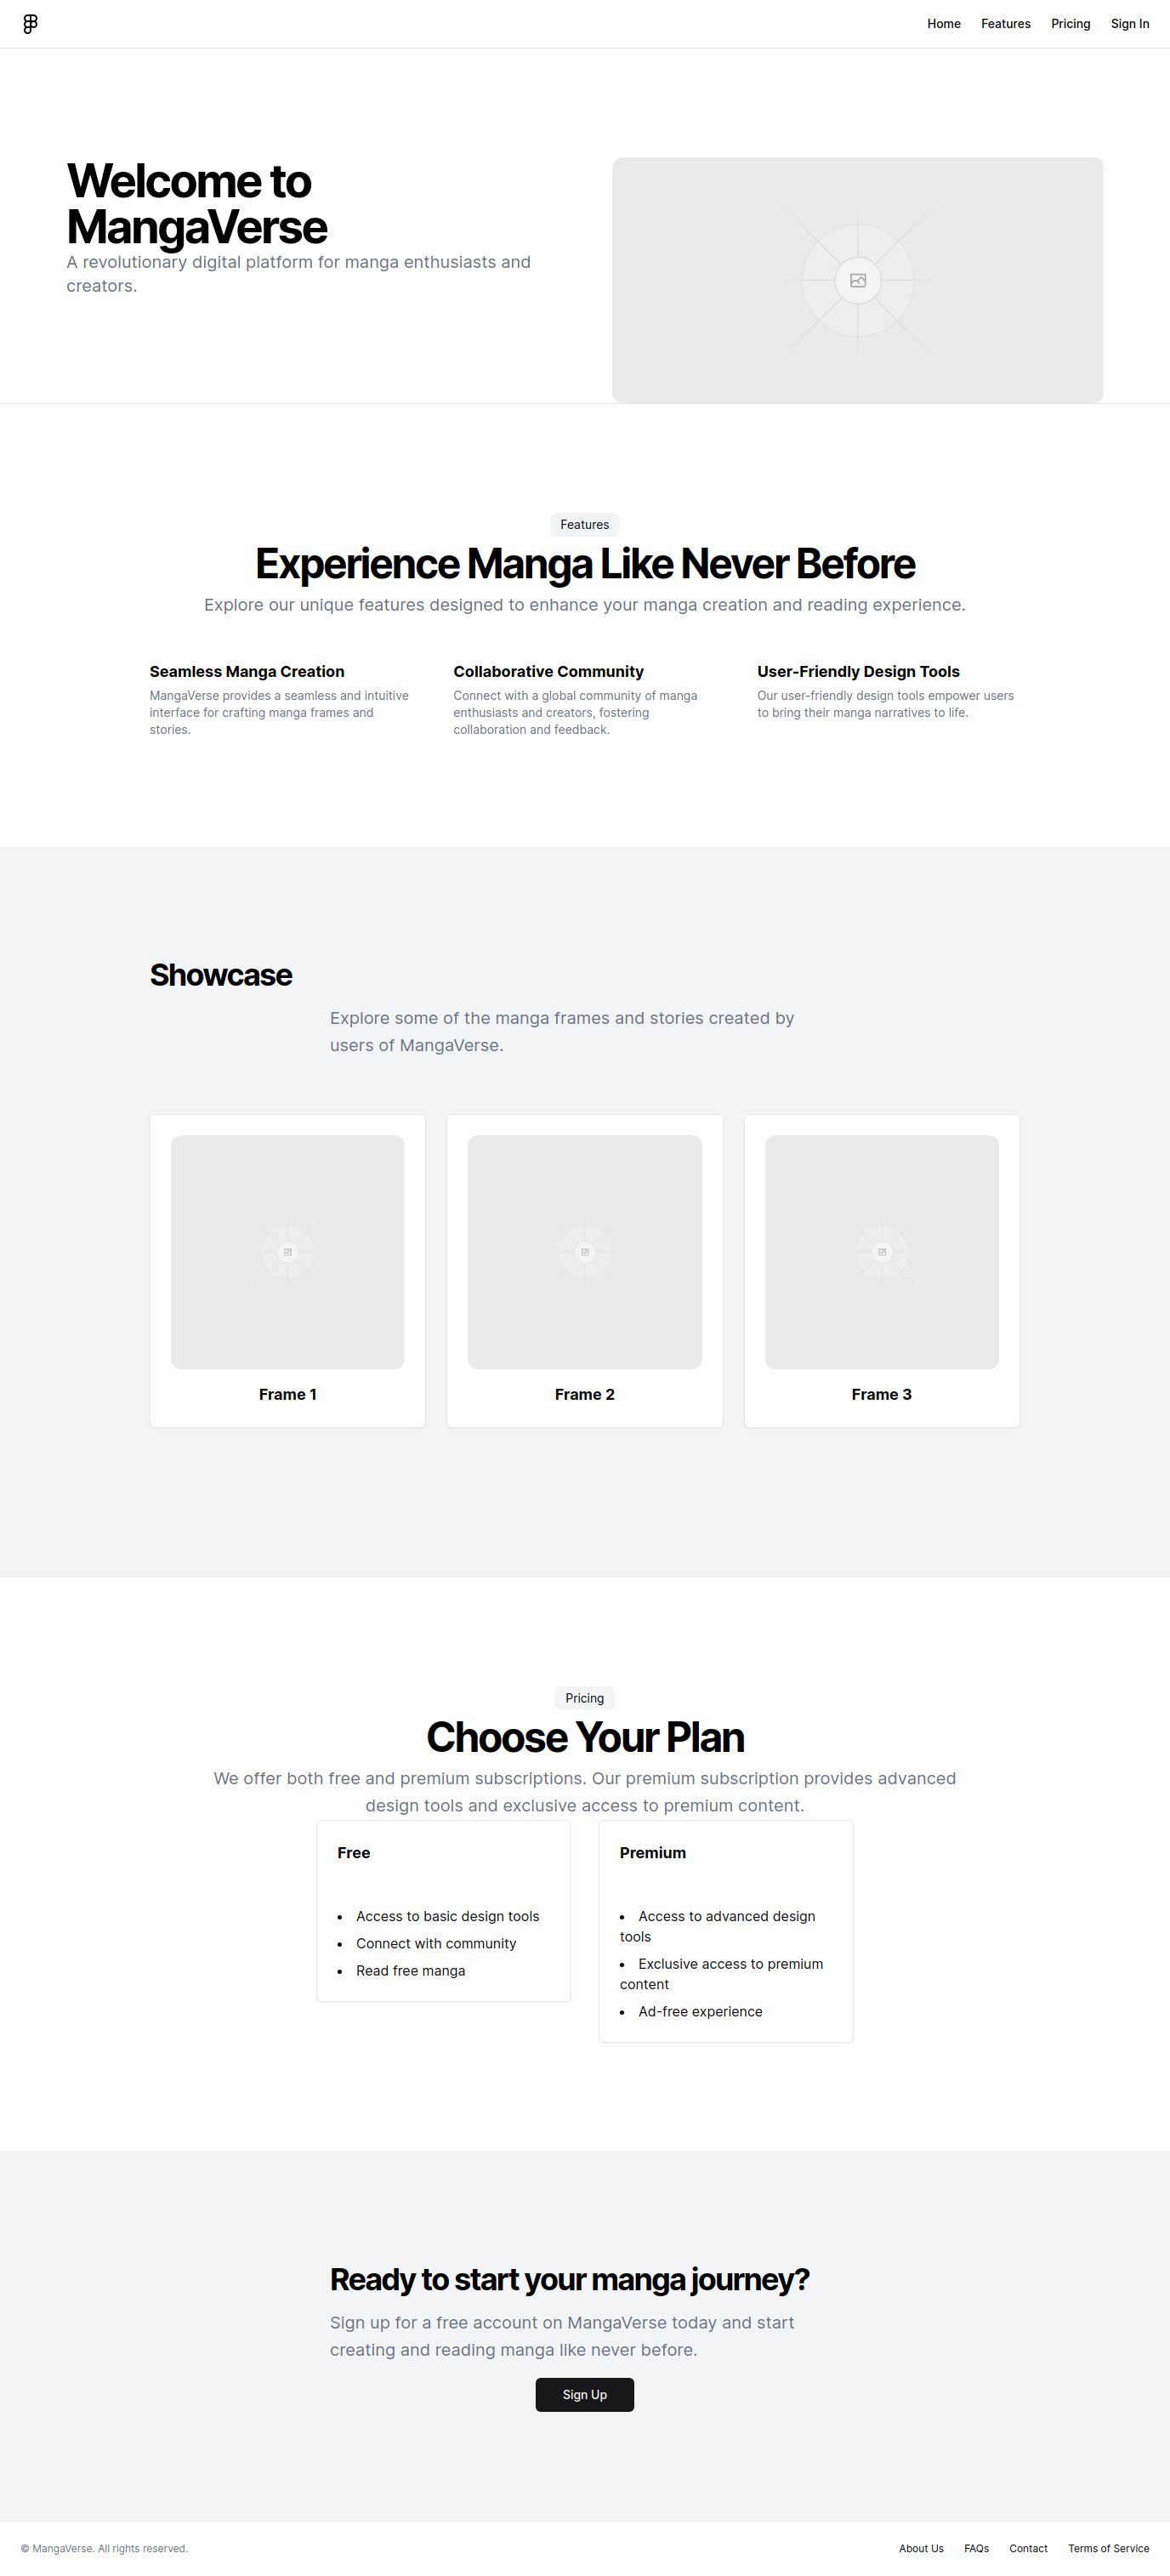 Home Features Pricing Sign In
Welcome to
MangaVerse
A revolutionary digital platform for manga enthusiasts and
creators.
Features
Experience Manga Like Never Before
Explore our unique features designed to enhance your manga creation and reading experience.
Seamless Manga Creation
MangaVerse provides a seamless and intuitive
interface for crafting manga frames and
stories.
Collaborative Community
Connect with a global community of manga
enthusiasts and creators, fostering
collaboration and feedback.
User-Friendly Design Tools
Our user-friendly design tools empower users
to bring their manga narratives to life.
Showcase
Explore some of the manga frames and stories created by
users of MangaVerse.
Frame 1
Frame 2
Frame 3
Pricing
Choose Your Plan
We offer both free and premium subscriptions. Our premium subscription provides advanced
design tools and exclusive access to premium content.
Free
• Access to basic design tools
• Connect with community
• Read free manga
Premium
• Access to advanced design
tools
• Exclusive access to premium
content
• Ad-free experience
Ready to start your manga journey?
Sign up for a free account on MangaVerse today and start
creating and reading manga like never before.
Sign Up
© MangaVerse. All rights reserved.
About Us FAQs Contact Terms of Service